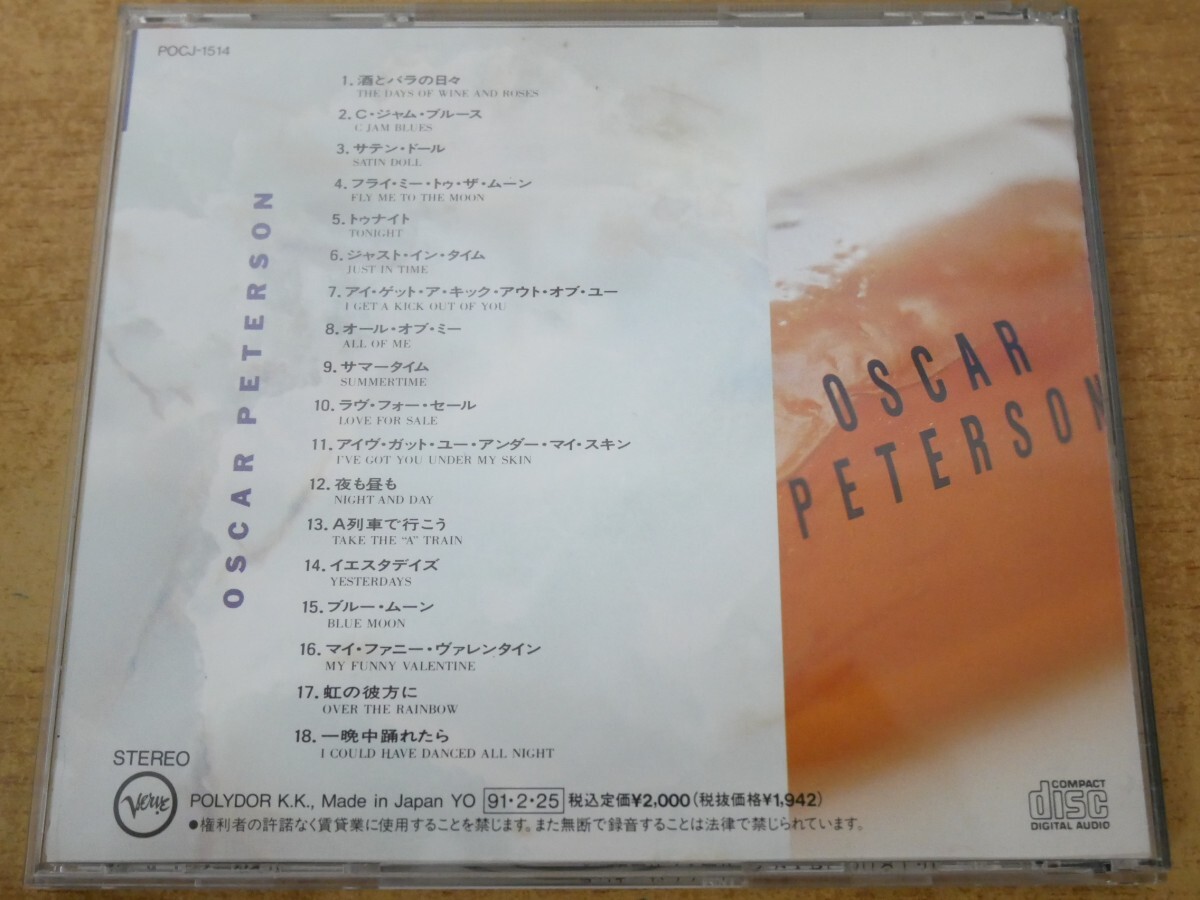 POCJ-1514
1. 酒とバラの日々
THE DAYS OF WINE AND ROSES
2. C・ジャム・ブルース
C JAM BLUES
3. サテン・ドール
SATIN DOLL
4. フライ・ミー・トゥ・ザ・ムーン
FLY ME TO THE MOON
5. トゥナイト
TONIGHT
6. ジャスト・イン・タイム
JUST IN TIME
7. アイ・ゲット・ア・キック・アウト・オブ・ユー
I GET A KICK OUT OF YOU
8. オール・オブ・ミー
ALL OF ME
9. サマータイム
SUMMERTIME
10. ラヴ・フォー・セール
LOVE FOR SALE
11. アイヴ・ガット・ユー・アンダー・マイ・スキン
I'VE GOT YOU UNDER MY SKIN
12. 夜も昼も
NIGHT AND DAY
13. A列車で行こう
TAKE THE “A” TRAIN
14. イエスタデイズ
YESTERDAYS
15. ブルー・ムーン
BLUE MOON
16. マイ・ファニー・ヴァレンタイン
MY FUNNY VALENTINE
17. 虹の彼方に
OVER THE RAINBOW
18. 一晩中踊れたら
I COULD HAVE DANCED ALL NIGHT
OSCAR PETERSON
OSCAR
PETERSON
STEREO
Verve
POLYDOR K.K., Made in Japan YO 91・2・25 税込定価¥2,000(税抜価格¥1,942)
●権利者の許諾なく賃貸業に使用することを禁じます。また無断で録音することは法律で禁じられています。
COMPACT
disc
DIGITAL AUDIO